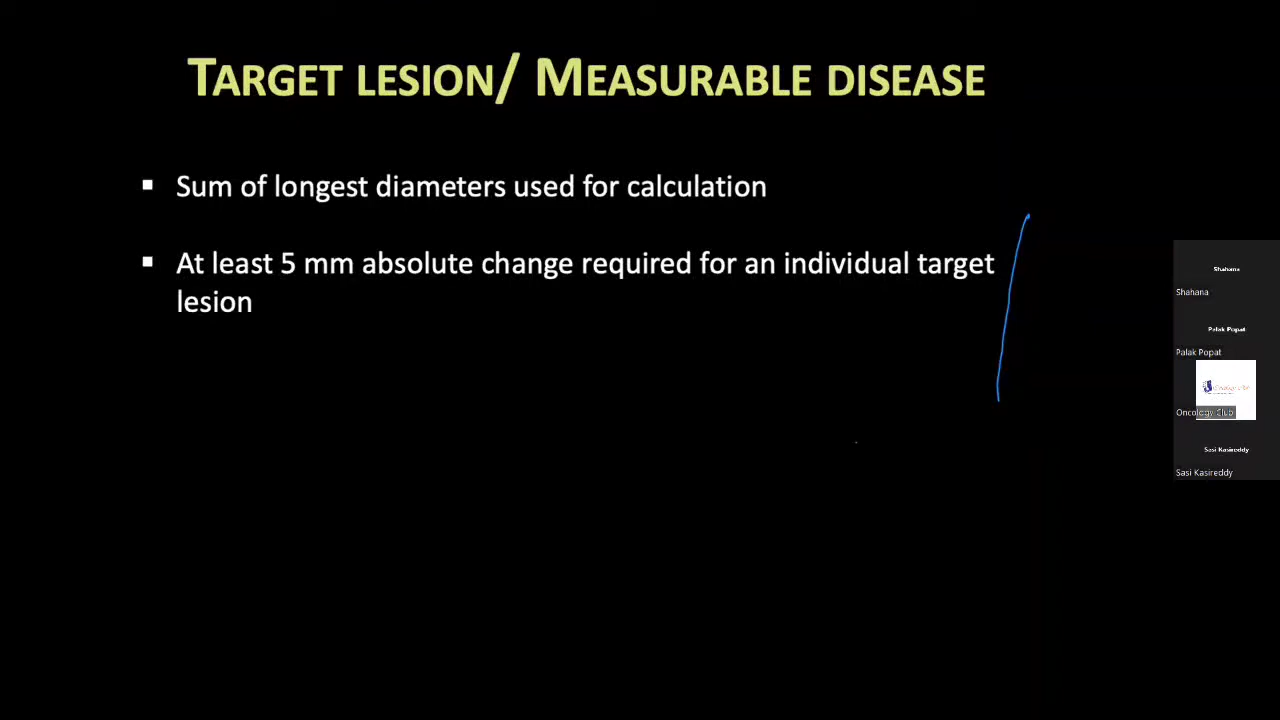 TARGET LESION/ MEASURABLE DISEASE
▪ Sum of longest diameters used for calculation
▪ At least 5 mm absolute change required for an individual target
lesion
Shahana
Shahana
Palak Popat
Palak Popat
Oncology Club
Sasi Kasireddy
Sasi Kasireddy